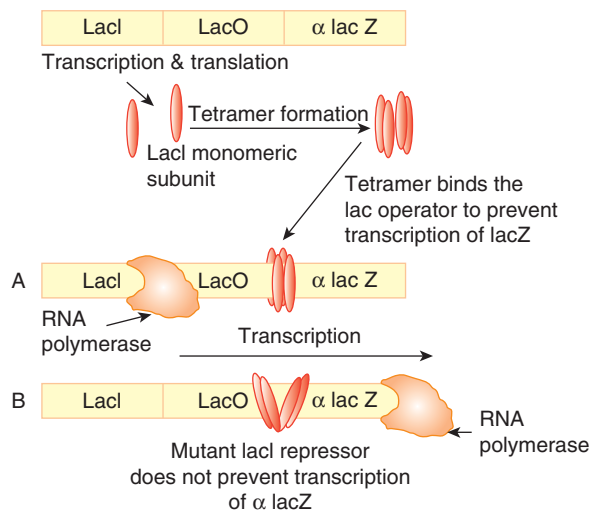 LacI LacO α lac Z
Transcription & translation
Tetramer formation
LacI monomeric
subunit
Tetramer binds the
lac operator to prevent
transcription of lacZ
A LacI LacO α lac Z
RNA
polymerase
Transcription
B LacI LacO α lac Z
RNA
polymerase
Mutant lacI repressor
does not prevent transcription
of α lacZ